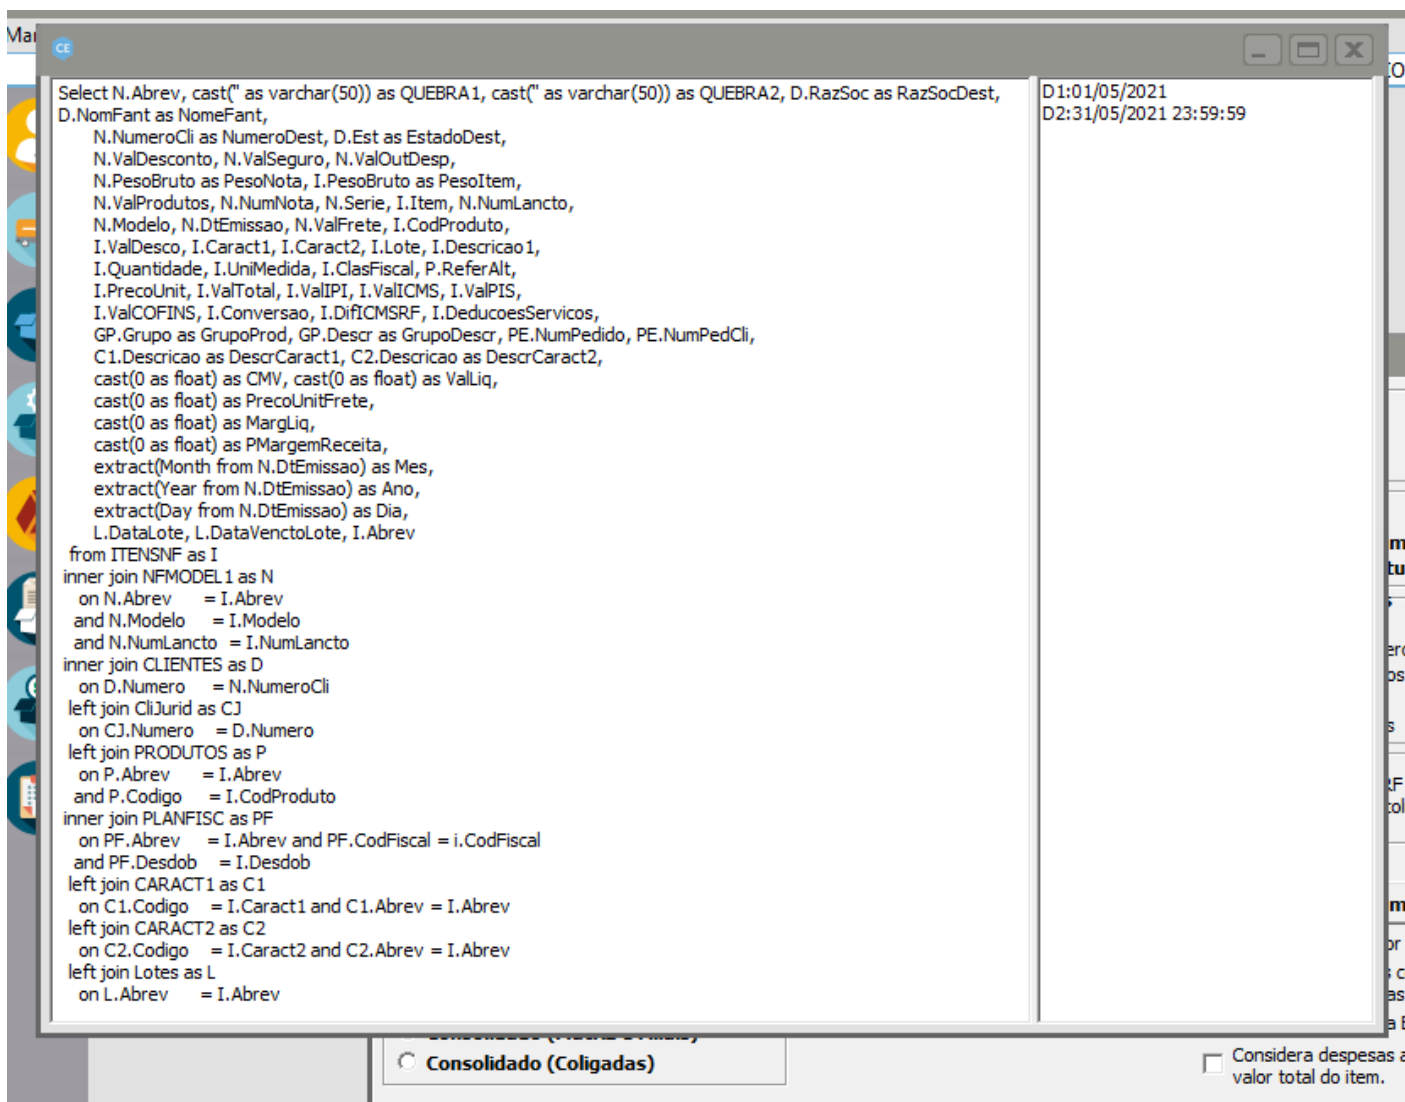 Mai
CE
Select N.Abrev, cast('' as varchar(50)) as QUEBRA1, cast('' as varchar(50)) as QUEBRA2, D.RazSoc as RazSocDest,
D.NomFant as NomeFant,
N.NumeroCli as NumeroDest, D.Est as EstadoDest,
N.ValDesconto, N.ValSeguro, N.ValOutDesp,
N.PesoBruto as PesoNota, I.PesoBruto as PesoItem,
N.ValProdutos, N.NumNota, N.Serie, I.Item, N.NumLancto,
N.Modelo, N.DtEmissao, N.ValFrete, I.CodProduto,
I.ValDesco, I.Caract1, I.Caract2, I.Lote, I.Descricao1,
I.Quantidade, I.UniMedida, I.ClasFiscal, P.ReferAlt,
I.PrecoUnit, I.ValTotal, I.ValIPI, I.ValICMS, I.ValPIS,
I.ValCOFINS, I.Conversao, I.DifICMSRF, I.DeducoesServicos,
GP.Grupo as GrupoProd, GP.Descr as GrupoDescr, PE.NumPedido, PE.NumPedCli,
C1.Descricao as DescrCaract1, C2.Descricao as DescrCaract2,
cast(0 as float) as CMV, cast(0 as float) as ValLiq,
cast(0 as float) as PrecoUnitFrete,
cast(0 as float) as MargLiq,
cast(0 as float) as PMargemReceita,
extract(Month from N.DtEmissao) as Mes,
extract(Year from N.DtEmissao) as Ano,
extract(Day from N.DtEmissao) as Dia,
L.DataLote, L.DataVenctoLote, I.Abrev
from ITENSNF as I
inner join NFMODEL1 as N
on N.Abrev = I.Abrev
and N.Modelo = I.Modelo
and N.NumLancto = I.NumLancto
inner join CLIENTES as D
on D.Numero = N.NumeroCli
left join CliJurid as CJ
on CJ.Numero = D.Numero
left join PRODUTOS as P
on P.Abrev = I.Abrev
and P.Codigo = I.CodProduto
inner join PLANFISC as PF
on PF.Abrev = I.Abrev and PF.CodFiscal = i.CodFiscal
and PF.Desdob = I.Desdob
left join CARACT1 as C1
on C1.Codigo = I.Caract1 and C1.Abrev = I.Abrev
left join CARACT2 as C2
on C2.Codigo = I.Caract2 and C2.Abrev = I.Abrev
left join Lotes as L
on L.Abrev = I.Abrev
D1:01/05/2021
D2:31/05/2021 23:59:59
Consolidado (Coligadas)
Considera despesas a
valor total do item.